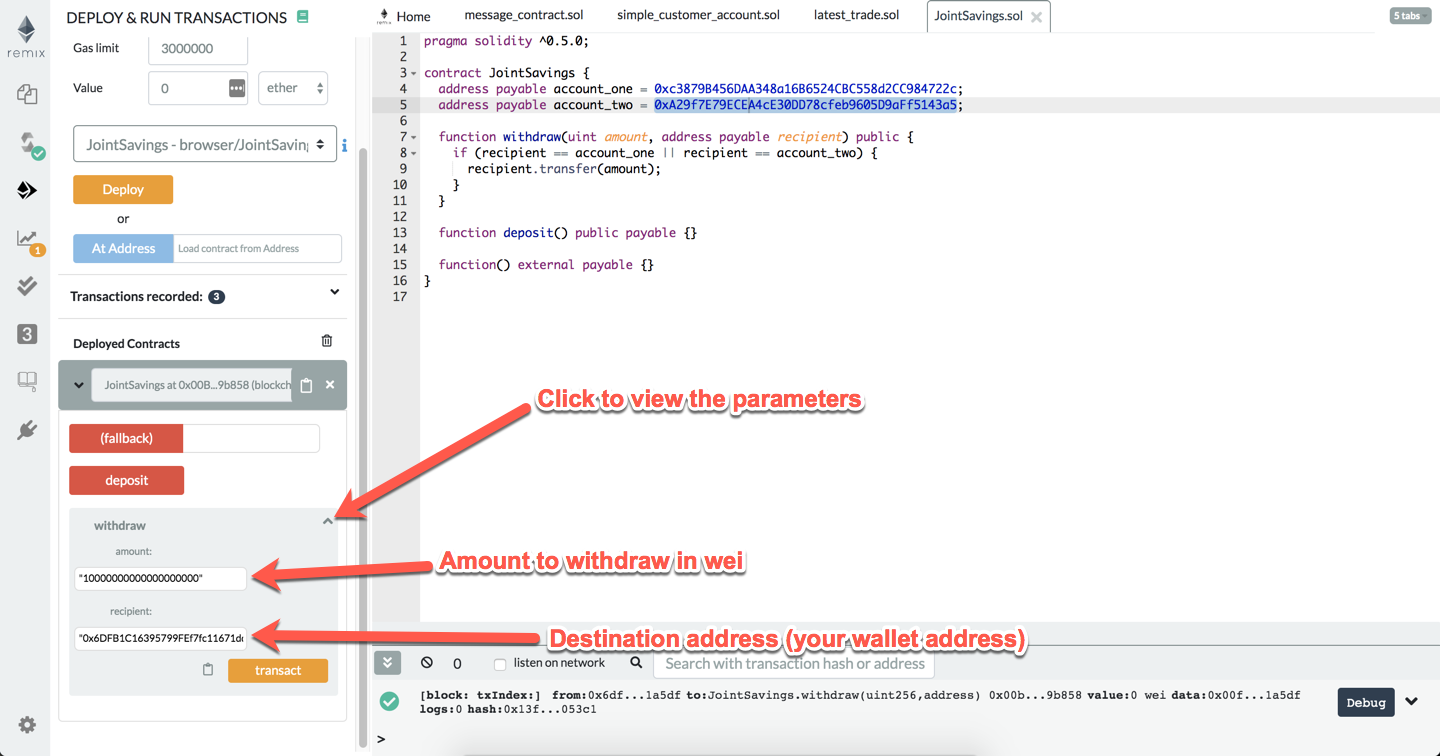 remix
DEPLOY & RUN TRANSACTIONS
Gas limit 3000000
Value 0 ether
JointSavings - browser/JointSaving
i
Deploy
or
At Address Load contract from Address
1
Transactions recorded: 3
3
Deployed Contracts
JointSavings at 0x00B...9b858 (blockch
(fallback)
deposit
withdraw
amount:
"10000000000000000000"
recipient:
"0x6DFB1C16395799FEf7fc11671d
transact
remix Home message_contract.sol simple_customer_account.sol latest_trade.sol JointSavings.sol 5 tabs
1 pragma solidity ^0.5.0;
2
3 contract JointSavings {
4 address payable account_one = 0xc3879B456DAA348a16B6524CBC558d2CC984722c;
5 address payable account_two = 0xA29f7E79ECEA4cE30DD78cfeb9605D9aFf5143a5;
6
7 function withdraw(uint amount, address payable recipient) public {
8 if (recipient == account_one || recipient == account_two) {
9 recipient.transfer(amount);
10 }
11 }
12
13 function deposit() public payable {}
14
15 function() external payable {}
16 }
17
Click to view the parameters
Amount to withdraw in wei
Destination address (your wallet address)
0 listen on network Search with transaction hash or address
[block: txIndex:] from:0x6df...1a5df to:JointSavings.withdraw(uint256,address) 0x00b...9b858 value:0 wei data:0x00f...1a5df
logs:0 hash:0x13f...053c1
Debug
>